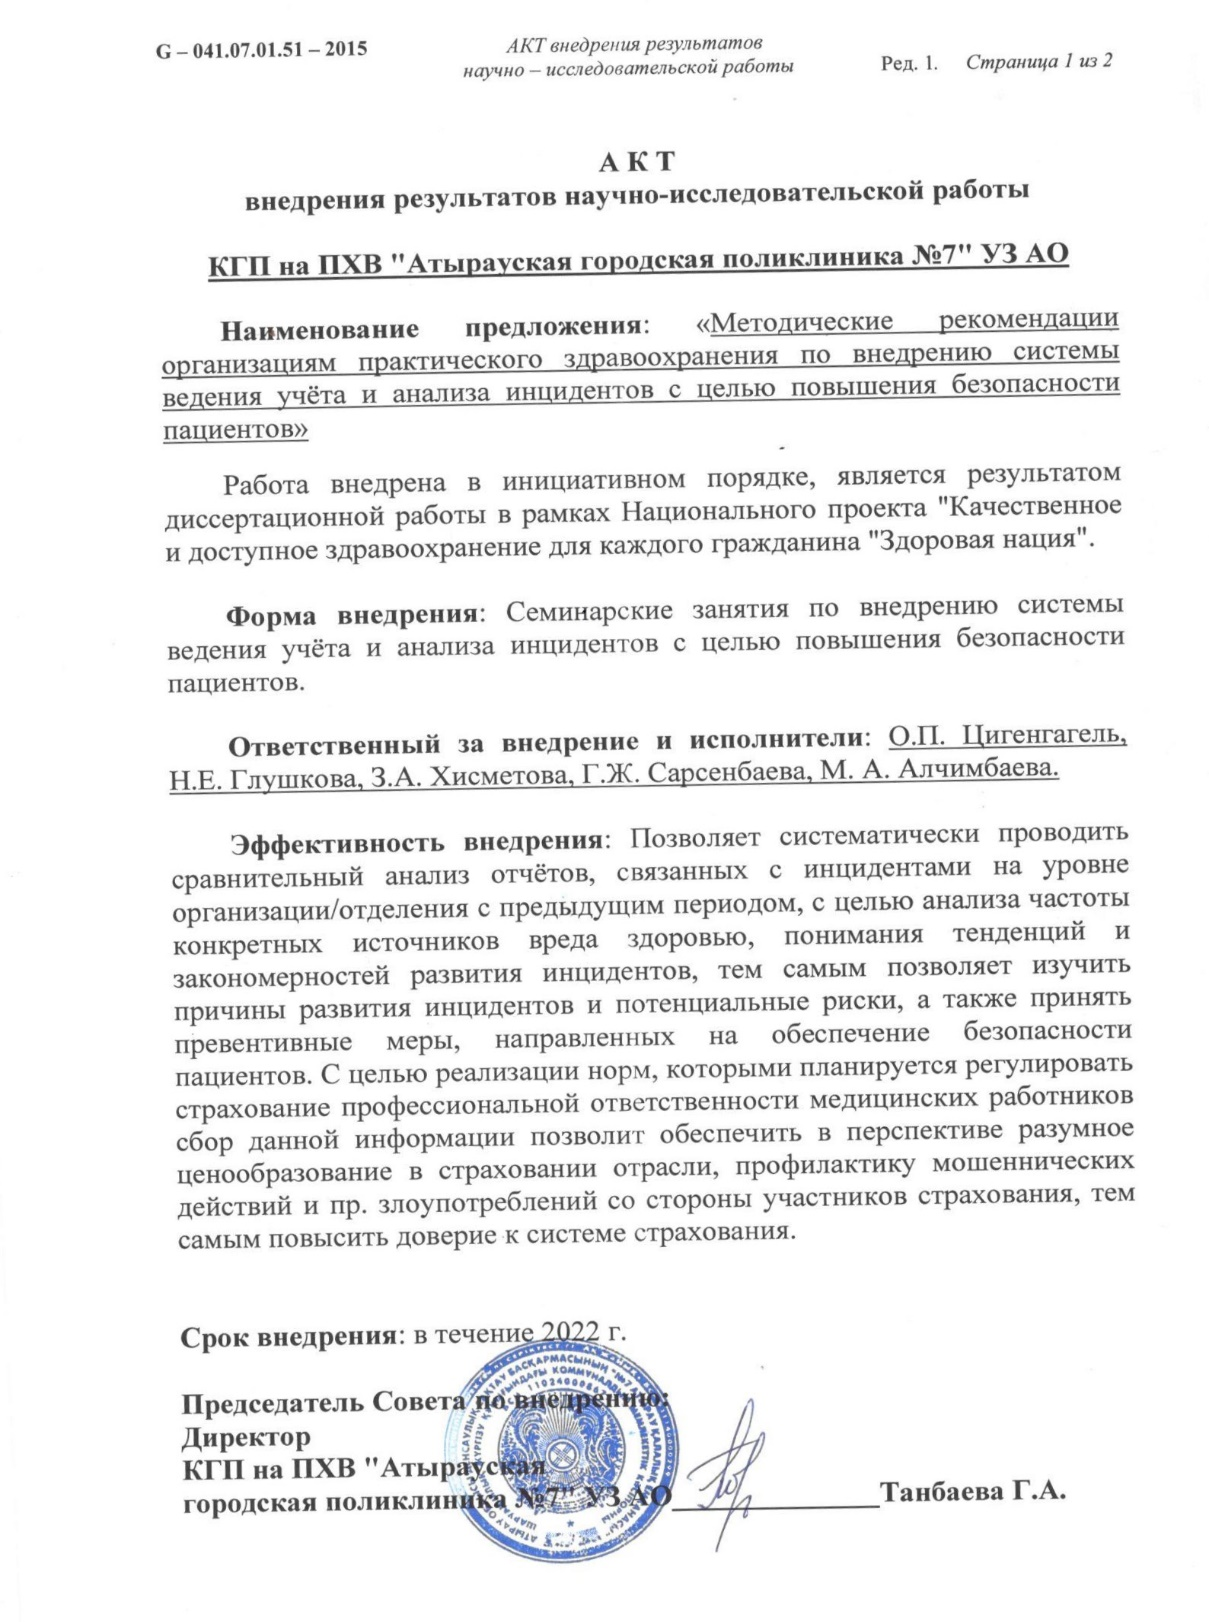 G – 041.07.01.51 – 2015
АКТ внедрения результатов
научно – исследовательской работы
Ред. 1.
Страница 1 из 2
А К Т
внедрения результатов научно-исследовательской работы
КГП на ПХВ "Атырауская городская поликлиника №7" УЗ АО
Наименование предложения: «Методические рекомендации
организациям практического здравоохранения по внедрению системы
ведения учёта и анализа инцидентов с целью повышения безопасности
пациентов»
Работа внедрена в инициативном порядке, является результатом
диссертационной работы в рамках Национального проекта "Качественное
и доступное здравоохранение для каждого гражданина "Здоровая нация".
Форма внедрения: Семинарские занятия по внедрению системы
ведения учёта и анализа инцидентов с целью повышения безопасности
пациентов.
Ответственный за внедрение и исполнители: О.П. Цигенгагель,
Н.Е. Глушкова, З.А. Хисметова, Г.Ж. Сарсенбаева, М. А. Алчимбаева.
Эффективность внедрения: Позволяет систематически проводить
сравнительный анализ отчётов, связанных с инцидентами на уровне
организации/отделения с предыдущим периодом, с целью анализа частоты
конкретных источников вреда здоровью, понимания тенденций и
закономерностей развития инцидентов, тем самым позволяет изучить
причины развития инцидентов и потенциальные риски, а также принять
превентивные меры, направленных на обеспечение безопасности
пациентов. С целью реализации норм, которыми планируется регулировать
страхование профессиональной ответственности медицинских работников
сбор данной информации позволит обеспечить в перспективе разумное
ценообразование в страховании отрасли, профилактику мошеннических
действий и пр. злоупотреблений со стороны участников страхования, тем
самым повысить доверие к системе страхования.
Срок внедрения: в течение 2022 г.
Председатель Совета по внедрению:
Директор
КГП на ПХВ "Атырауская
городская поликлиника №7" УЗ АО Танбаева Г.А.